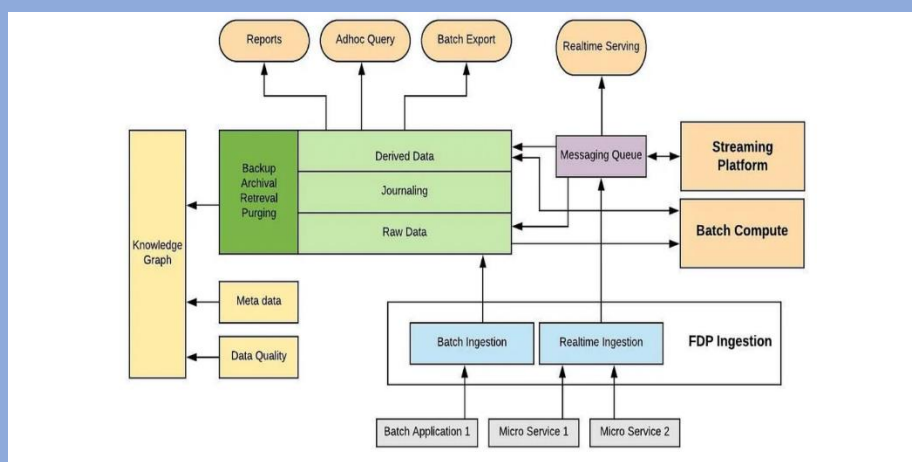 Reports
Adhoc Query
Batch Export
Realtime Serving
Derived Data
Messaging Queue
Streaming
Platform
Backup
Archival
Retreval
Purging
Journaling
Raw Data
Batch Compute
Knowledge
Graph
Meta data
Data Quality
Batch Ingestion
Realtime Ingestion
FDP Ingestion
Batch Application 1
Micro Service 1
Micro Service 2